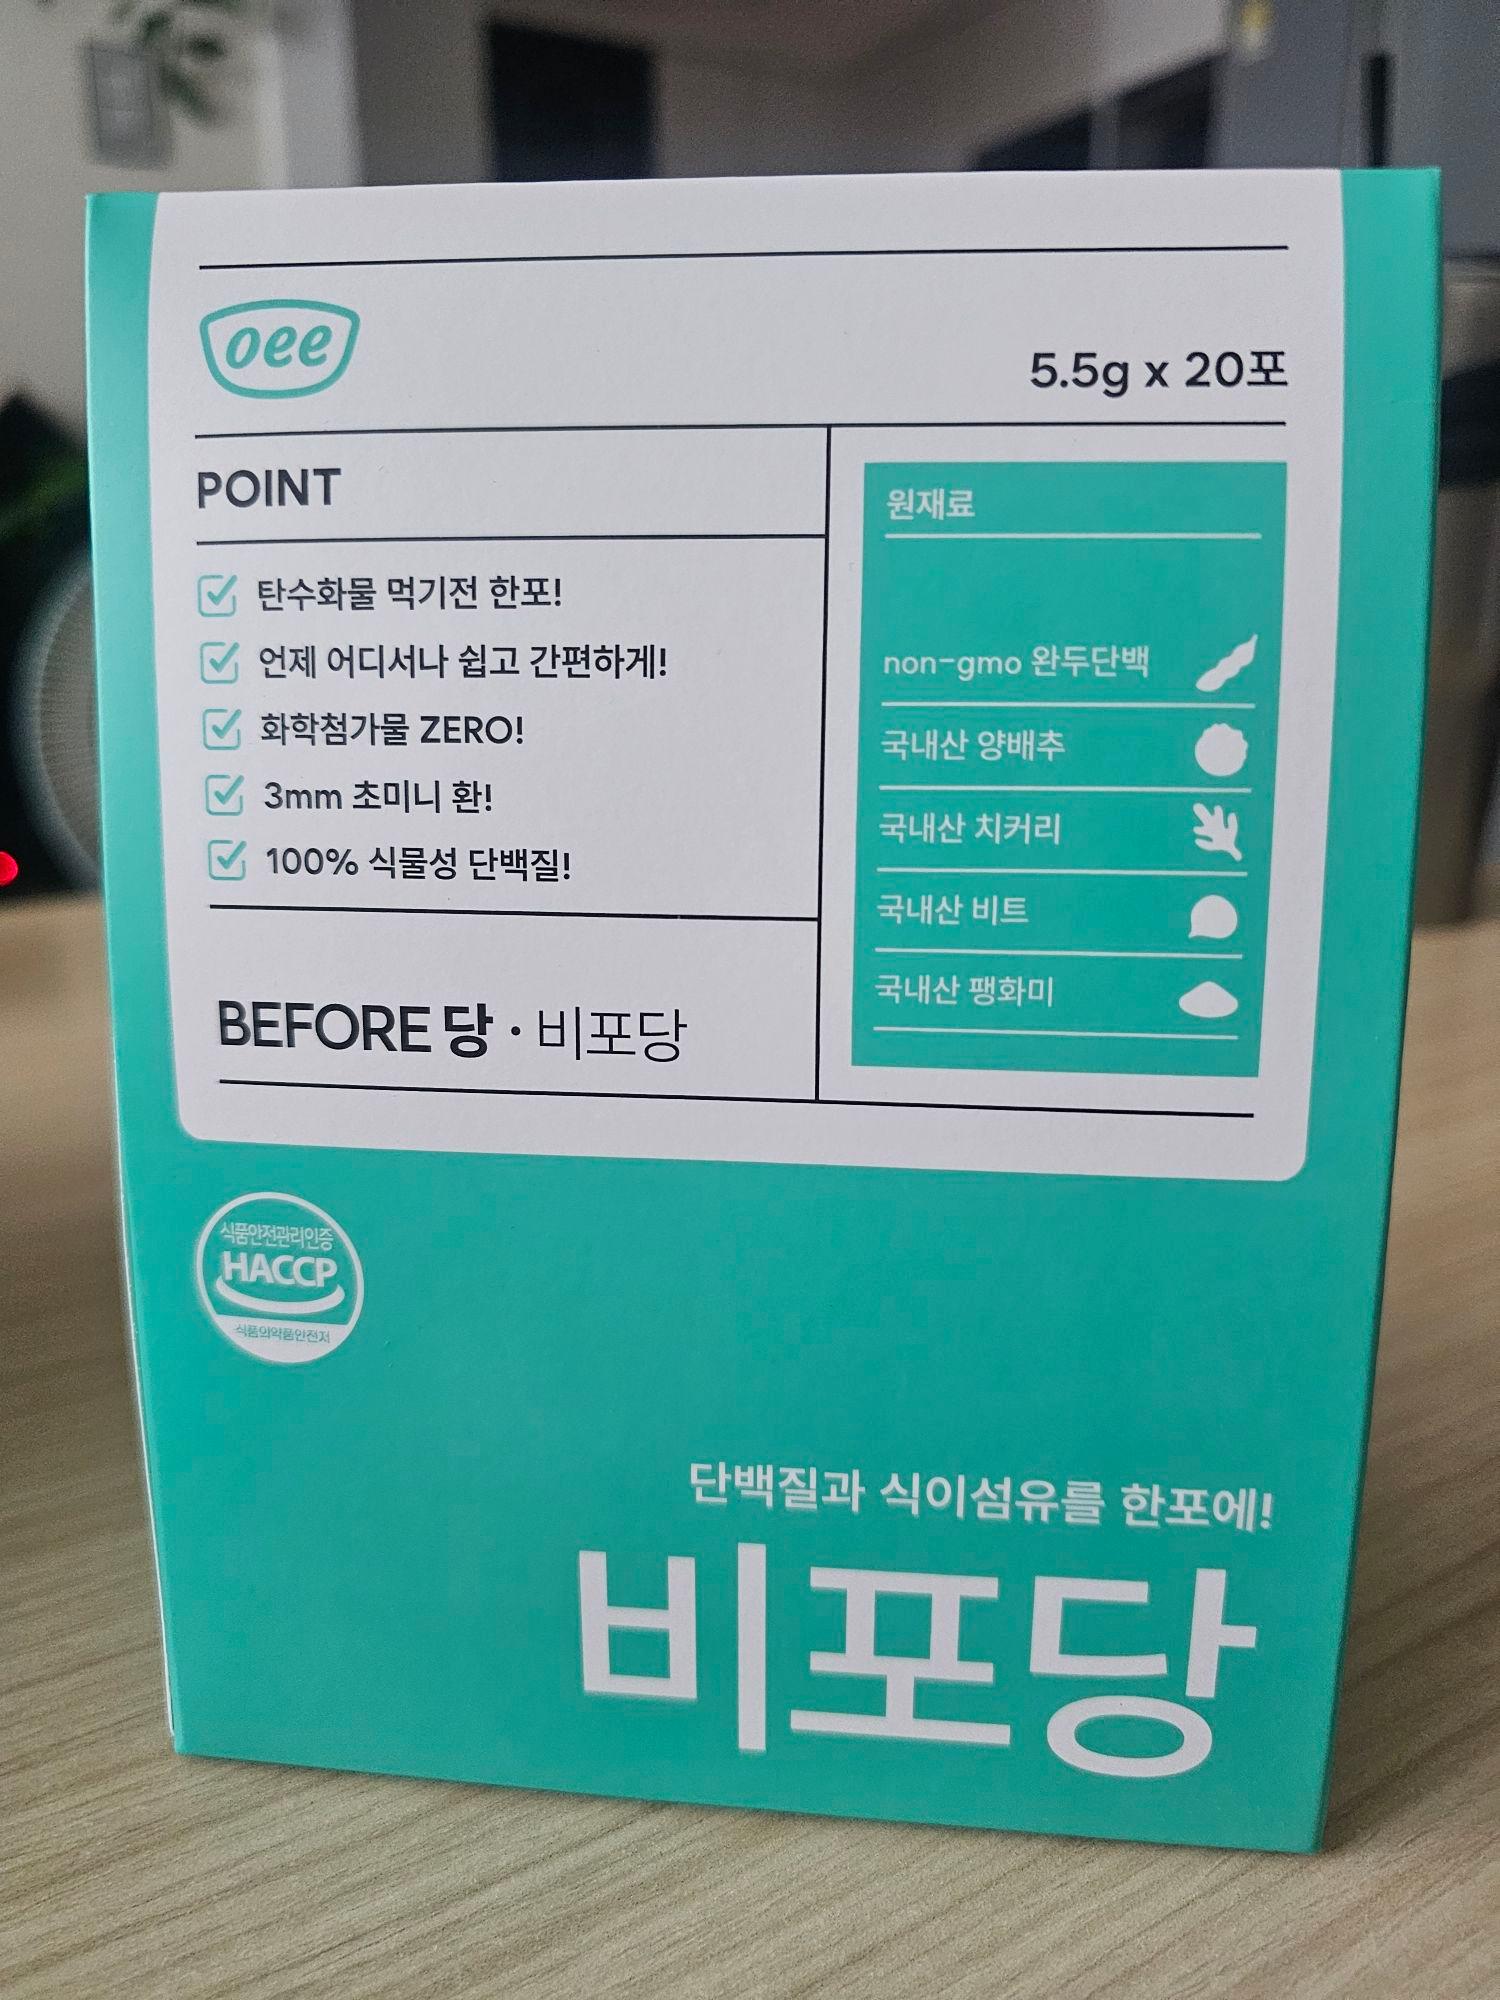 oee
5.5g x 20포
POINT
탄수화물 먹기전 한포!
언제 어디서나 쉽고 간편하게!
화학첨가물 ZERO!
3mm 초미니 환!
100% 식물성 단백질!
BEFORE 당 · 비포당
원재료
non-gmo 완두단백
국내산 양배추
국내산 치커리
국내산 비트
국내산 팽화미
식품안전관리인증
HACCP
식품의약품안전처
단백질과 식이섬유를 한포에!
비포당